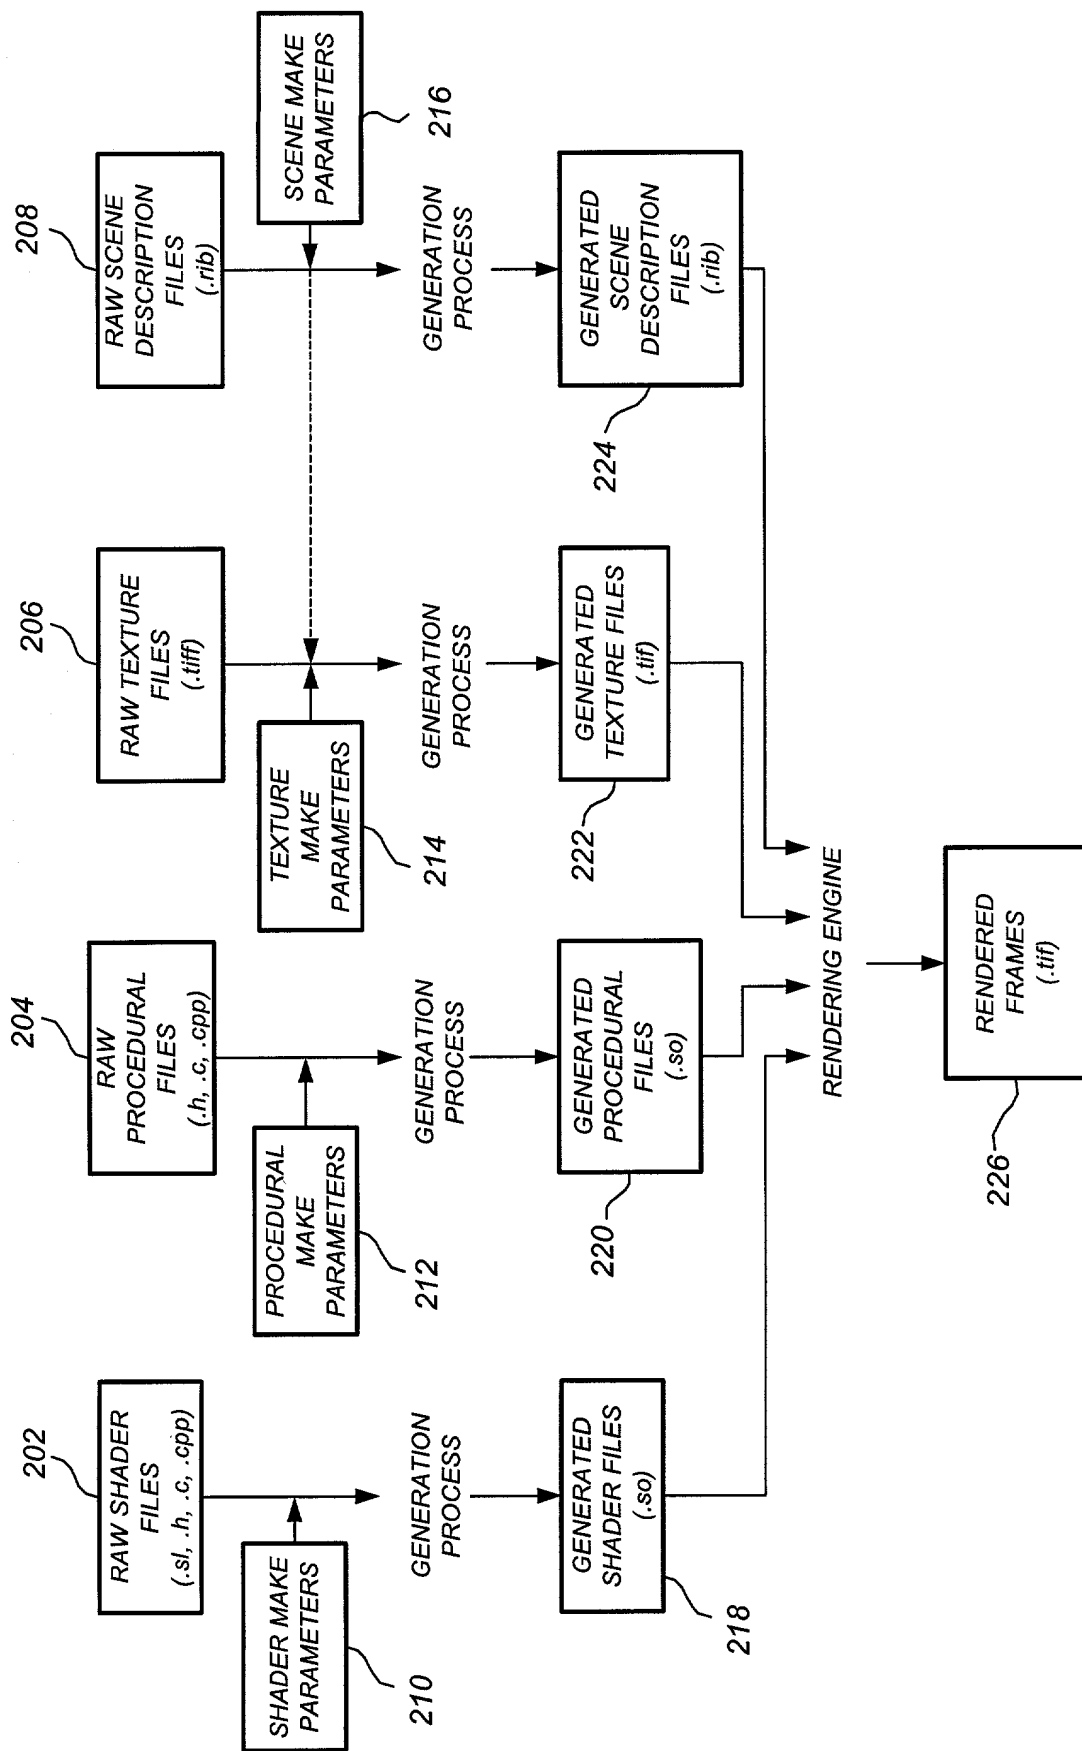 202
RAW SHADER
FILES
(.sl, .h, .c, .cpp)
204
RAW
PROCEDURAL
FILES
(.h, .c, .cpp)
206
RAW TEXTURE
FILES
(.tiff)
208
RAW SCENE
DESCRIPTION
FILES
(.rib)
SHADER MAKE
PARAMETERS
210
PROCEDURAL
MAKE
PARAMETERS
212
TEXTURE
MAKE
PARAMETERS
214
SCENE MAKE
PARAMETERS
216
GENERATION
PROCESS
GENERATION
PROCESS
GENERATION
PROCESS
GENERATION
PROCESS
GENERATED
SHADER FILES
(.so)
218
GENERATED
PROCEDURAL
FILES
(.so)
220
GENERATED
TEXTURE FILES
(.tif)
222
GENERATED
SCENE
DESCRIPTION
FILES
(.rib)
224
RENDERING ENGINE
RENDERED
FRAMES
(.tif)
226